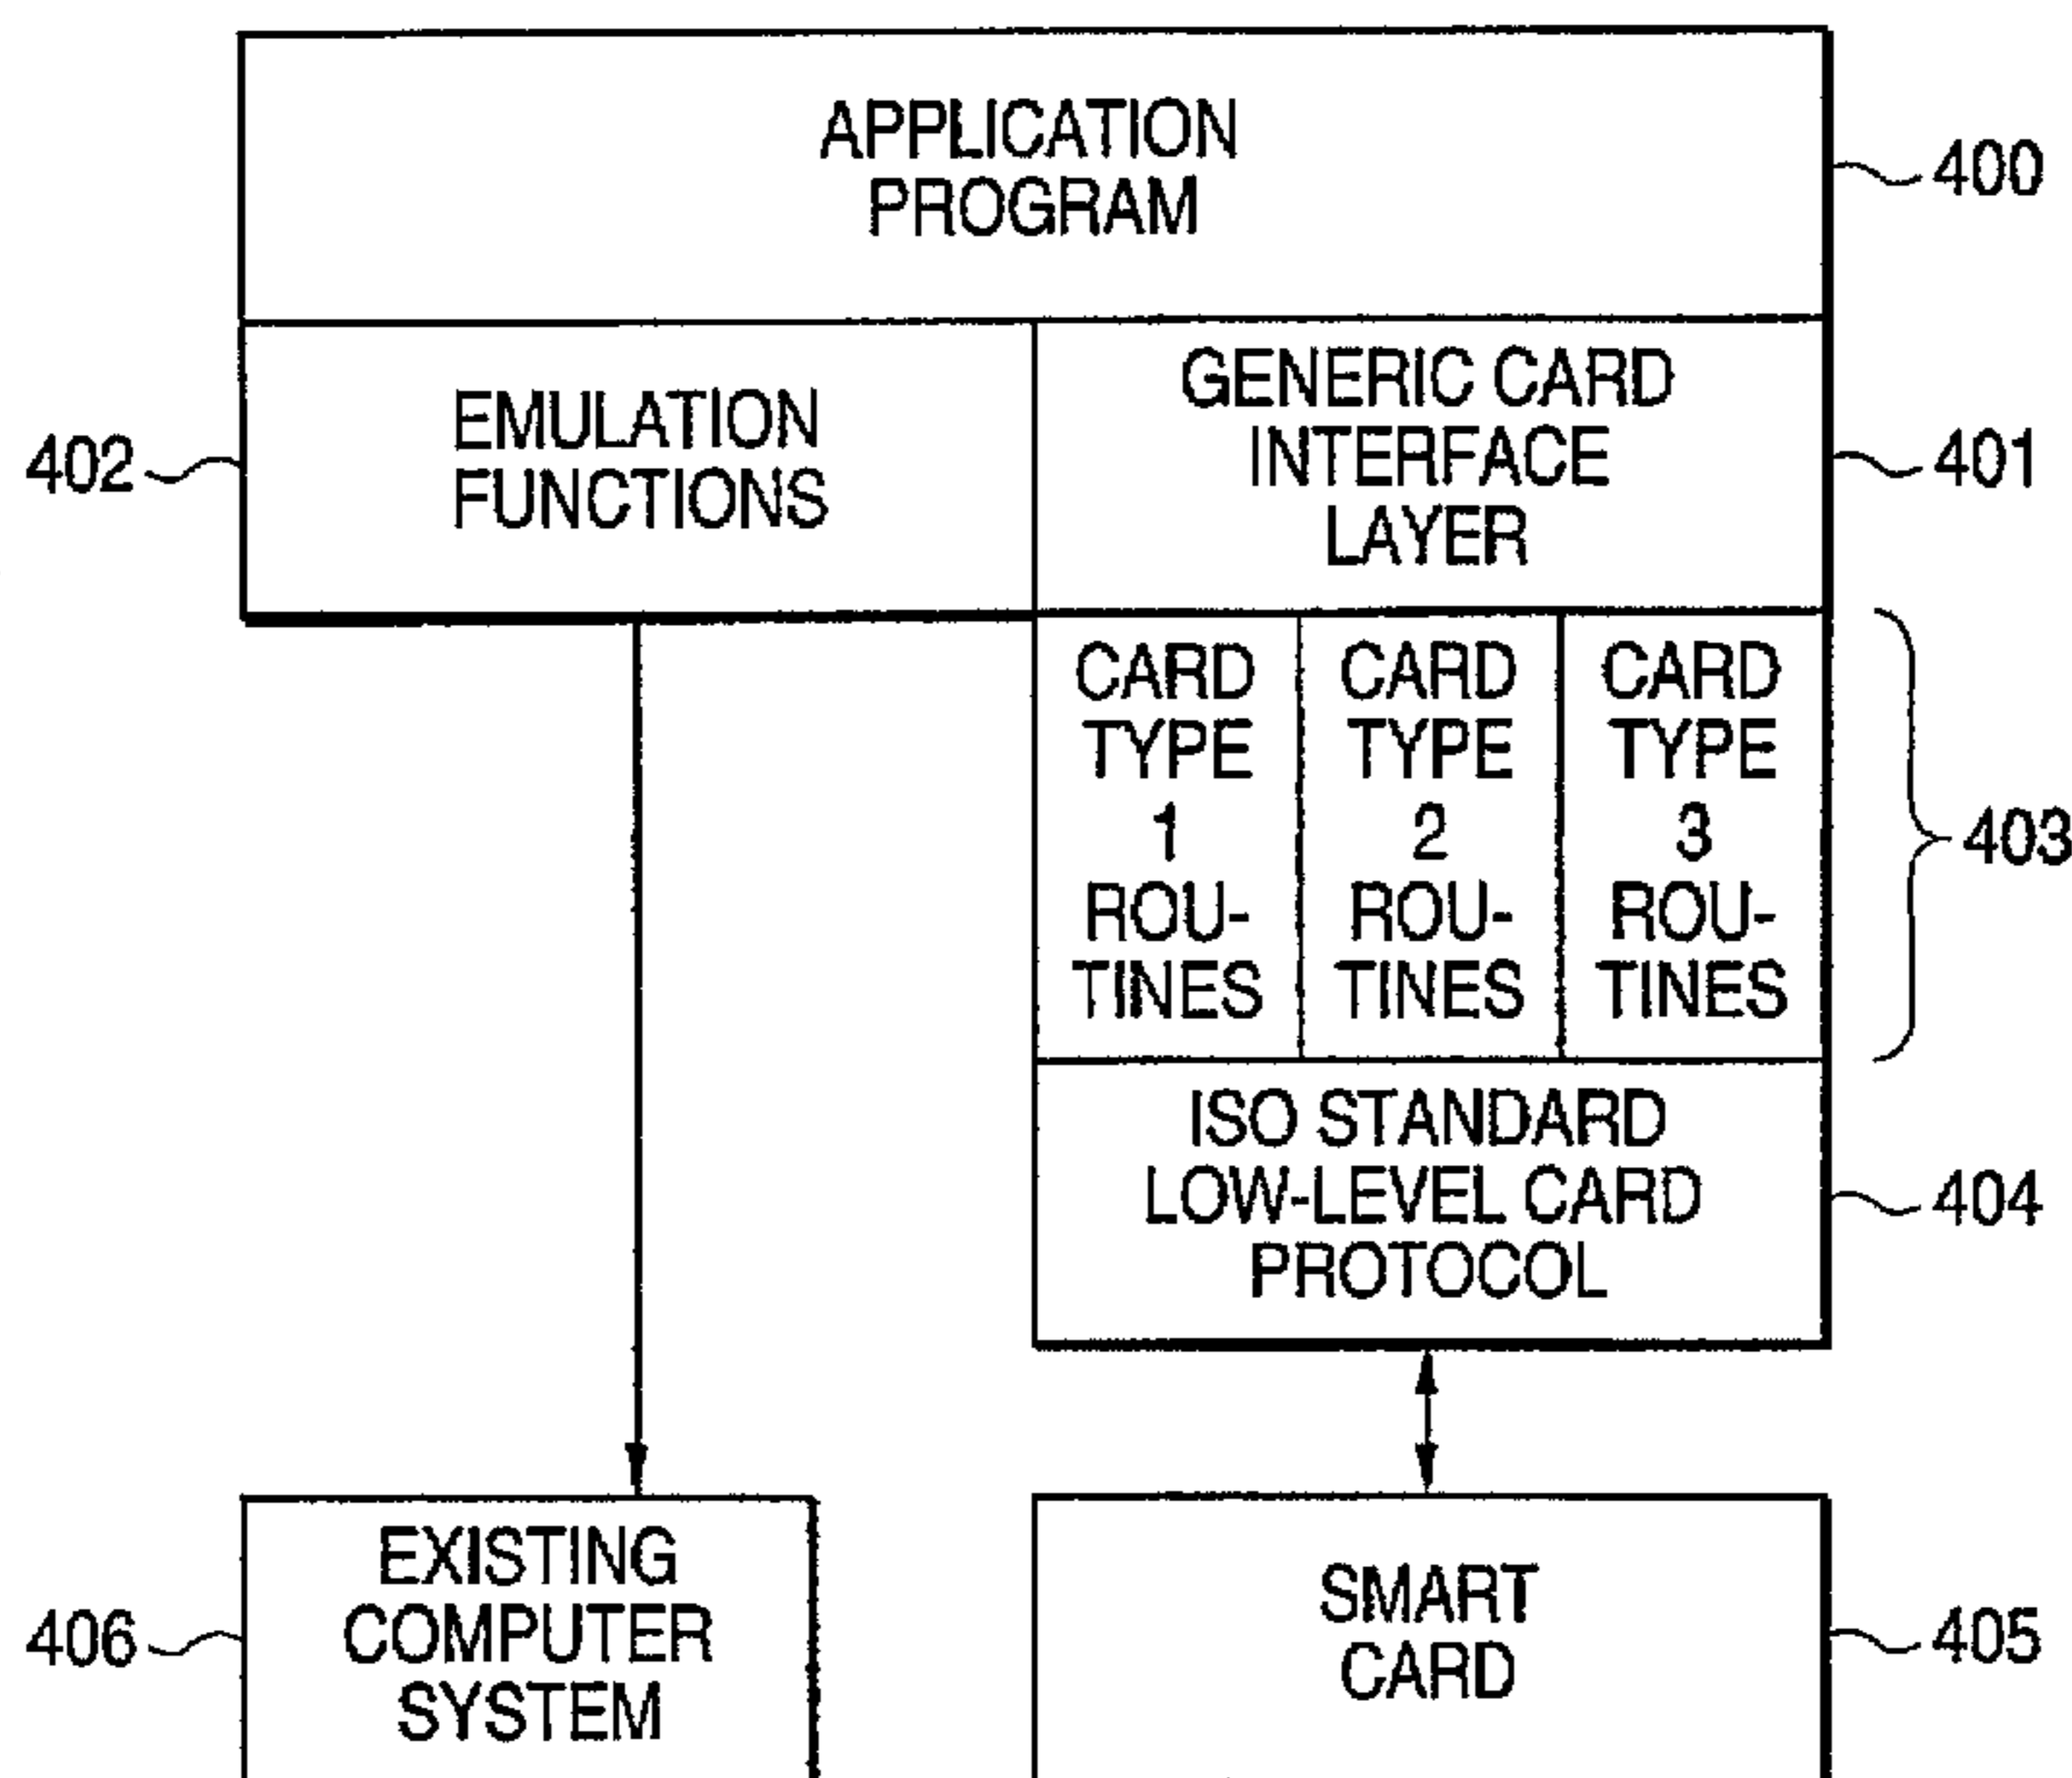 APPLICATION
PROGRAM
400
EMULATION
FUNCTIONS
402
GENERIC CARD
INTERFACE
LAYER
401
CARD
TYPE
1
ROU-
TINES
CARD
TYPE
2
ROU-
TINES
CARD
TYPE
3
ROU-
TINES
403
ISO STANDARD
LOW-LEVEL CARD
PROTOCOL
404
EXISTING
COMPUTER
SYSTEM
406
SMART
CARD
405